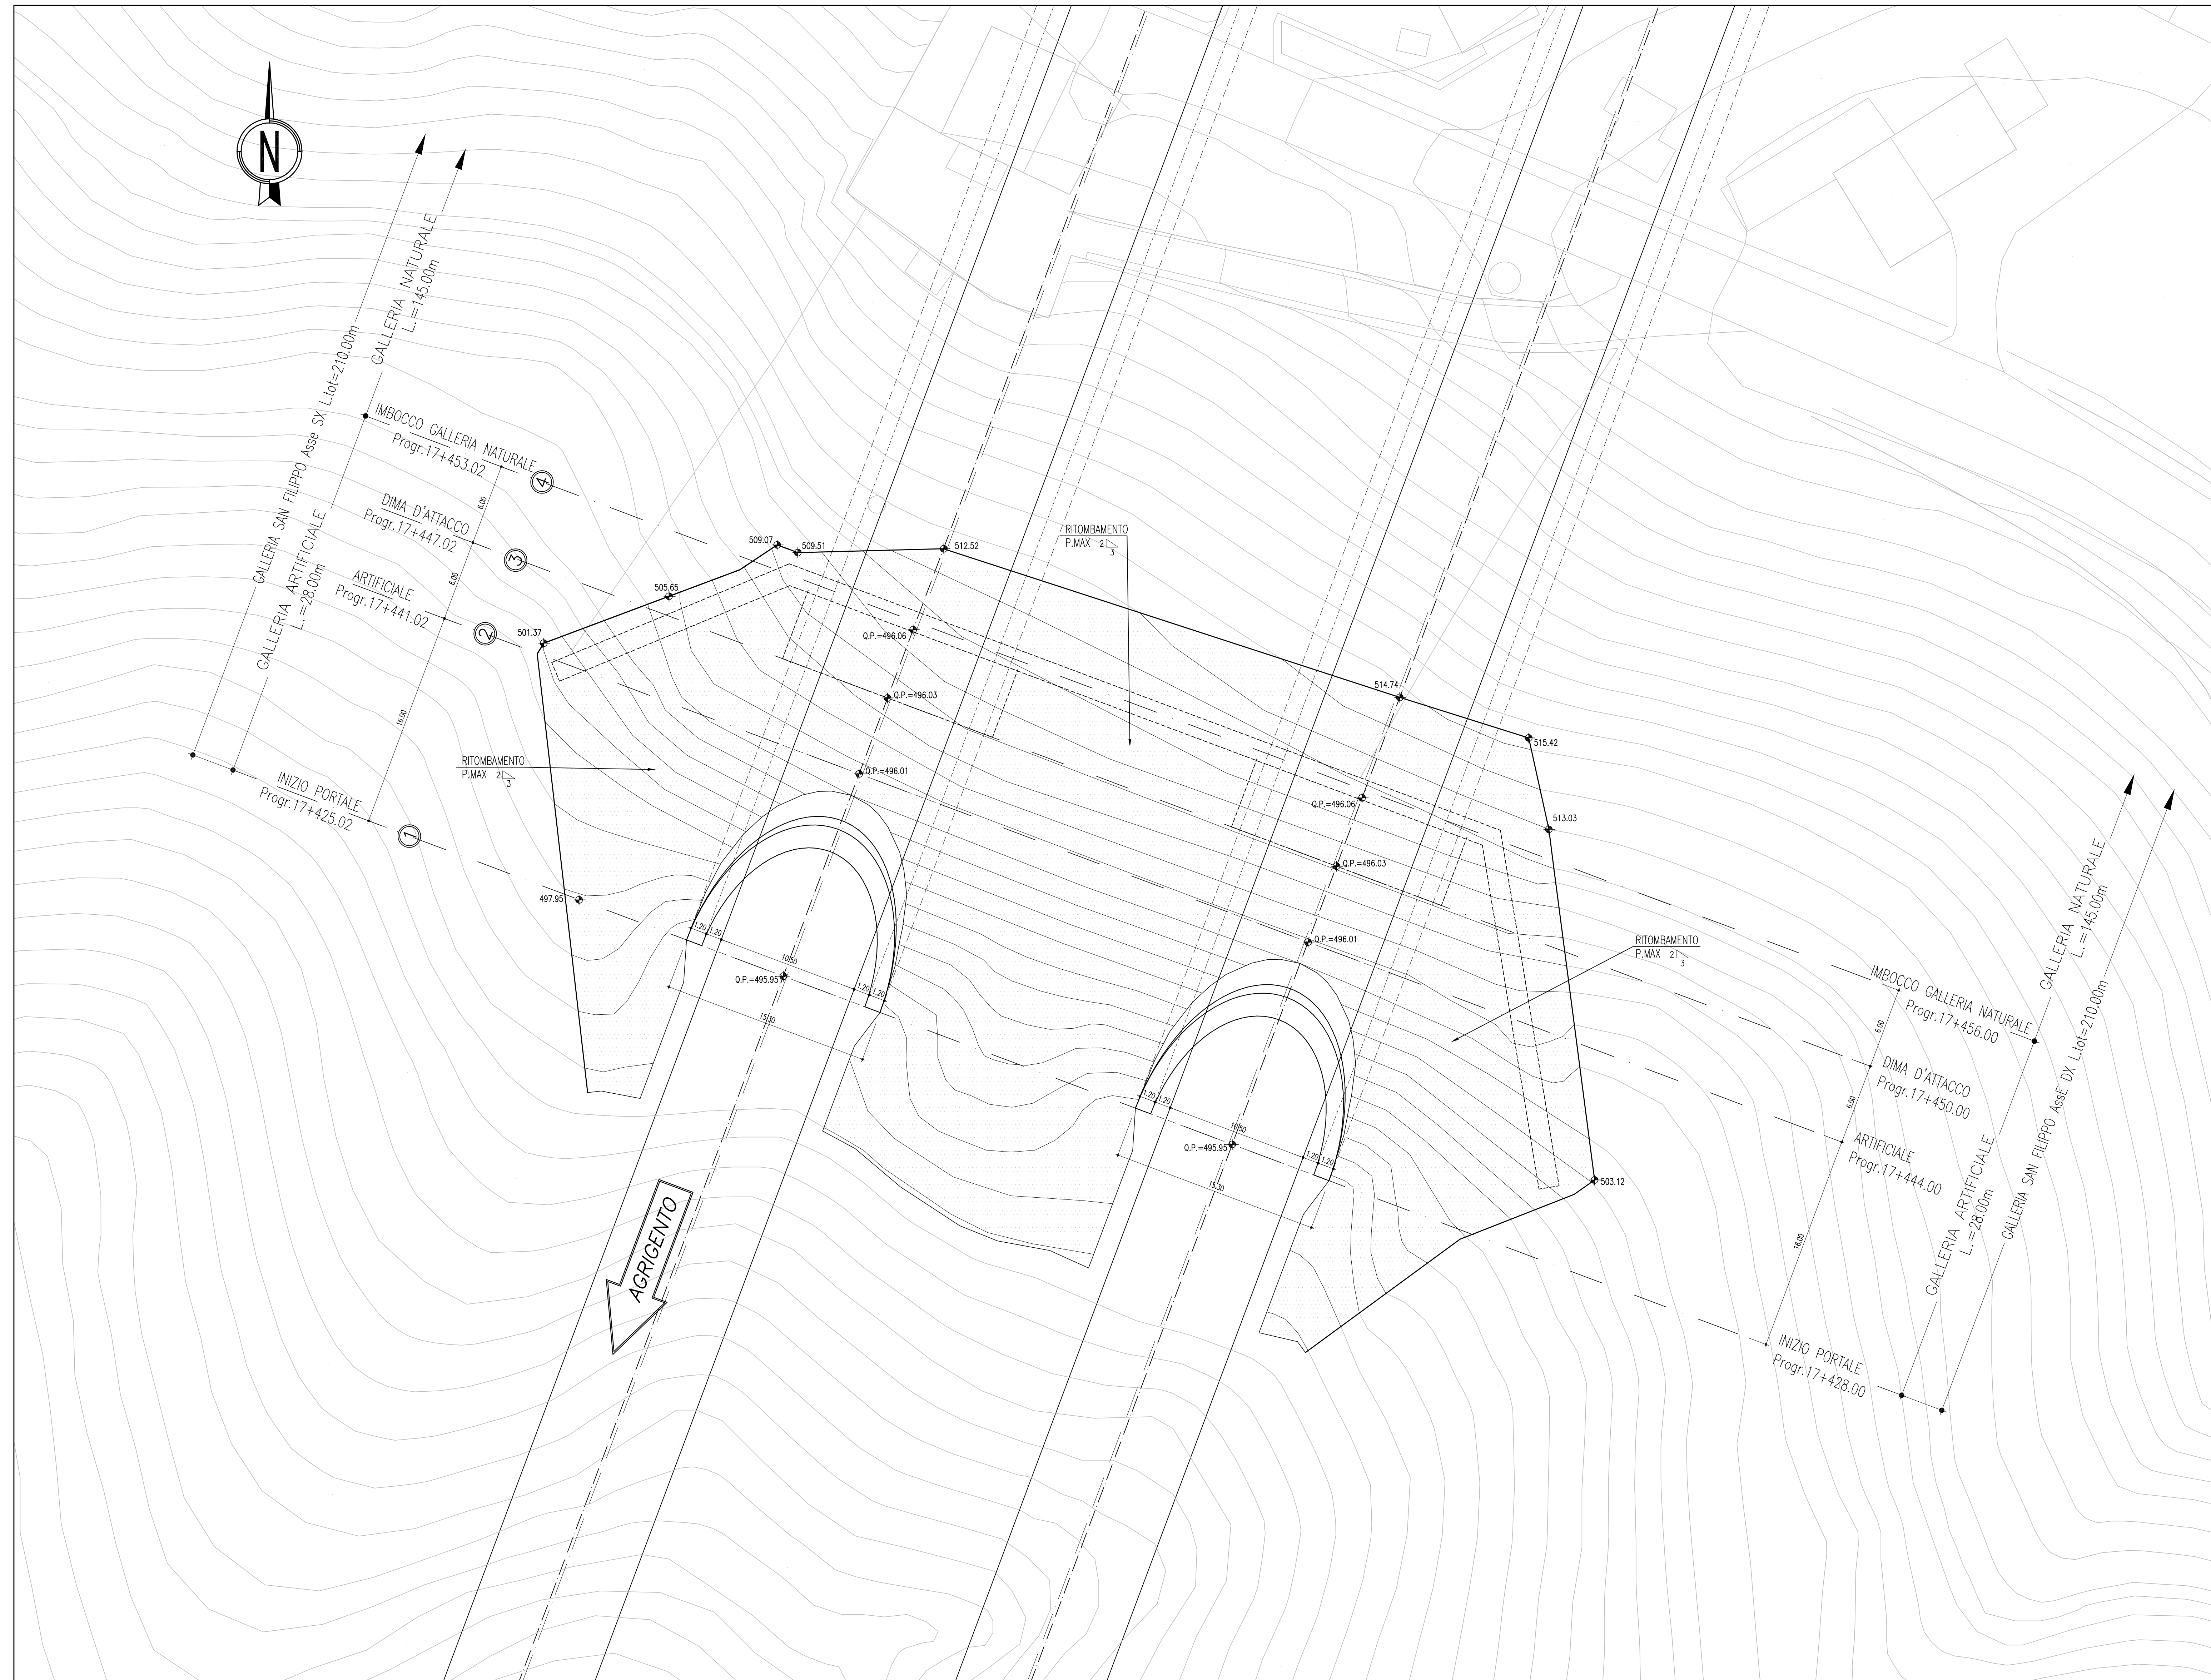 N
GALLERIA SAN FILIPPO Asse SX L.tot=210.00m
GALLERIA NATURALE
L.=145.00m
GALLERIA ARTIFICIALE
L.=28.00m
IMBOCCO GALLERIA NATURALE
Progr.17+453.02
4
6.00
DIMA D'ATTACCO
Progr.17+447.02
3
6.00
ARTIFICIALE
Progr.17+441.02
2
16.00
INIZIO PORTALE
Progr.17+425.02
1
509.07
509.51
512.52
505.65
501.37
497.95
RITOMBAMENTO
P.MAX 2
3
RITOMBAMENTO
P.MAX 2
3
Q.P.=496.06
Q.P.=496.03
Q.P.=496.01
1.20
1.20
10.50
Q.P.=495.95
1.20
1.20
15.30
514.74
515.42
513.03
503.12
Q.P.=496.06
Q.P.=496.03
Q.P.=496.01
RITOMBAMENTO
P.MAX 2
3
1.20
1.20
10.50
Q.P.=495.95
1.20
1.20
15.30
AGRIGENTO
GALLERIA NATURALE
L.=145.00m
IMBOCCO GALLERIA NATURALE
Progr.17+456.00
6.00
DIMA D'ATTACCO
Progr.17+450.00
6.00
ARTIFICIALE
Progr.17+444.00
16.00
GALLERIA ARTIFICIALE
L.=28.00m
GALLERIA SAN FILIPPO AssE DX L.tot=210.00m
INIZIO PORTALE
Progr.17+428.00